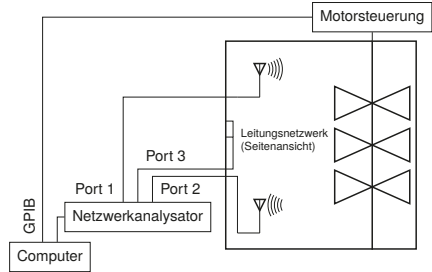 Motorsteuerung
Leitungsnetzwerk
(Seitenansicht)
Port 3
Port 1
Port 2
GPIB
Netzwerkanalysator
Computer